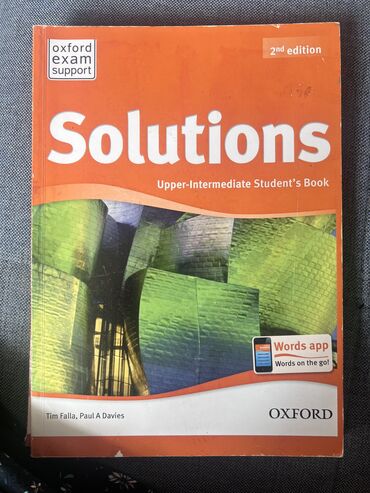 oxford
exam
support
2nd edition
Solutions
Upper-Intermediate Student's Book
Words app
Words on the go!
Tim Falla, Paul A Davies
OXFORD